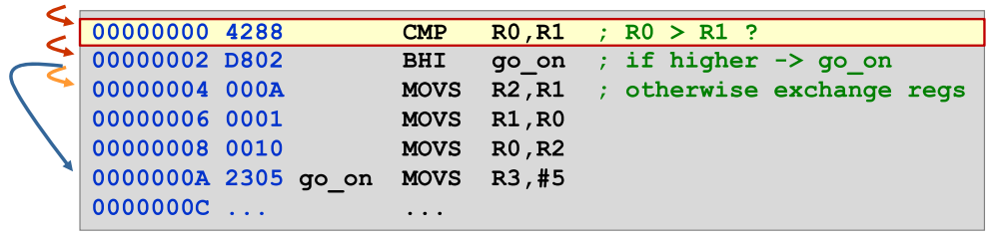 00000000 4288 CMP R0,R1 ; R0 > R1 ?
00000002 D802 BHI go_on ; if higher -> go_on
00000004 000A MOVS R2,R1 ; otherwise exchange regs
00000006 0001 MOVS R1,R0
00000008 0010 MOVS R0,R2
0000000A 2305 go_on MOVS R3,#5
0000000C ... ...